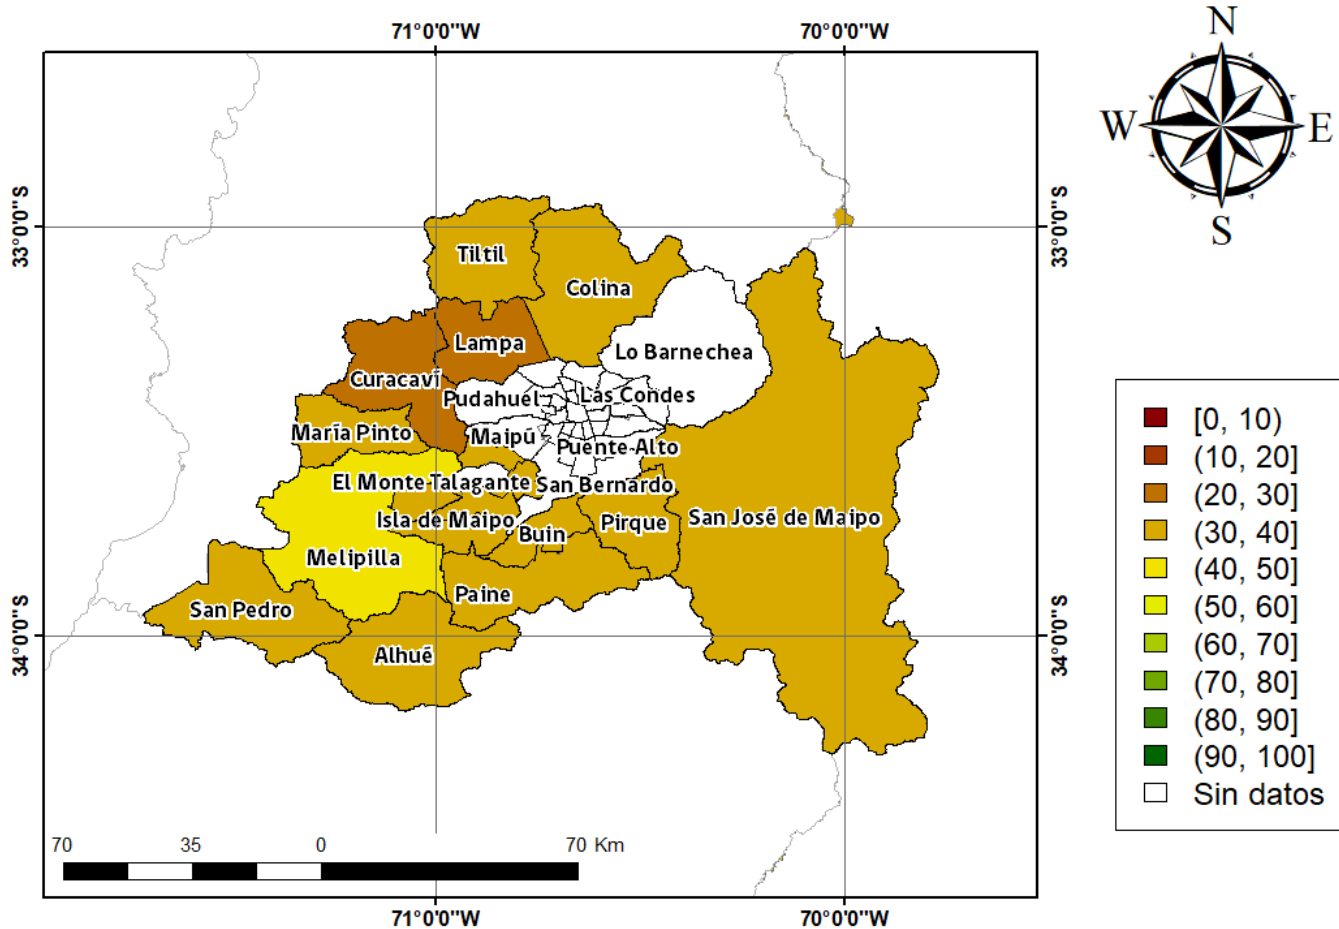 71°0'0"W
70°0'0"W
N
W
E
S
33°0'0"S
33°0'0"S
Tiltil
Colina
Lampa
Lo Barnechea
Curacaví
Pudahuel
Las Condes
María Pinto
Maipú
Puente Alto
El Monte
Talagante
San Bernardo
Isla de Maipo
Buin
Pirque
San José de Maipo
Melipilla
Paine
San Pedro
Alhué
34°0'0"S
34°0'0"S
[0, 10)
(10, 20]
(20, 30]
(30, 40]
(40, 50]
(50, 60]
(60, 70]
(70, 80]
(80, 90]
(90, 100]
Sin datos
70 35 0 70 Km
71°0'0"W
70°0'0"W